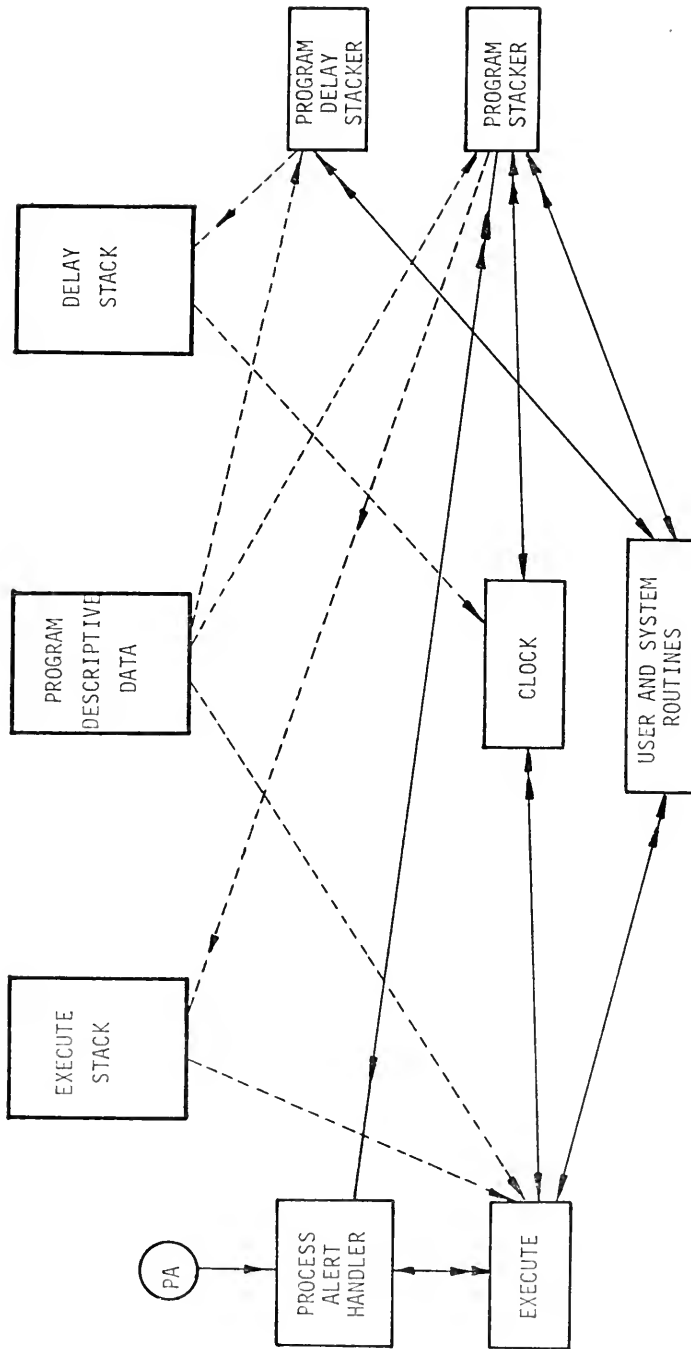 EXECUTE
STACK
PROGRAM
DESCRIPTIVE
DATA
DELAY
STACK
PA
PROCESS
ALERT
HANDLER
PROGRAM
DELAY
STACKER
EXECUTE
CLOCK
PROGRAM
STACKER
USER AND SYSTEM
ROUTINES